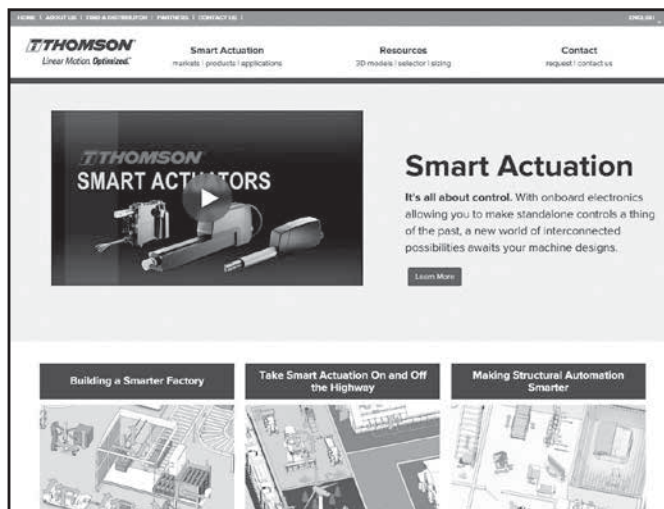 HOME | ABOUT US | FIND A DISTRIBUTOR | PARTNERS | CONTACT US |
ENGLISH
THOMSON
Linear Motion. Optimized.™
Smart Actuation
markets | products | applications
Resources
3D models | selector | sizing
Contact
request | contact us
THOMSON
SMART ACTUATORS
Smart Actuation
It's all about control. With onboard electronics
allowing you to make standalone controls a thing
of the past, a new world of interconnected
possibilities awaits your machine designs.
Learn More
Building a Smarter Factory
Take Smart Actuation On and Off
the Highway
Making Structural Automation
Smarter